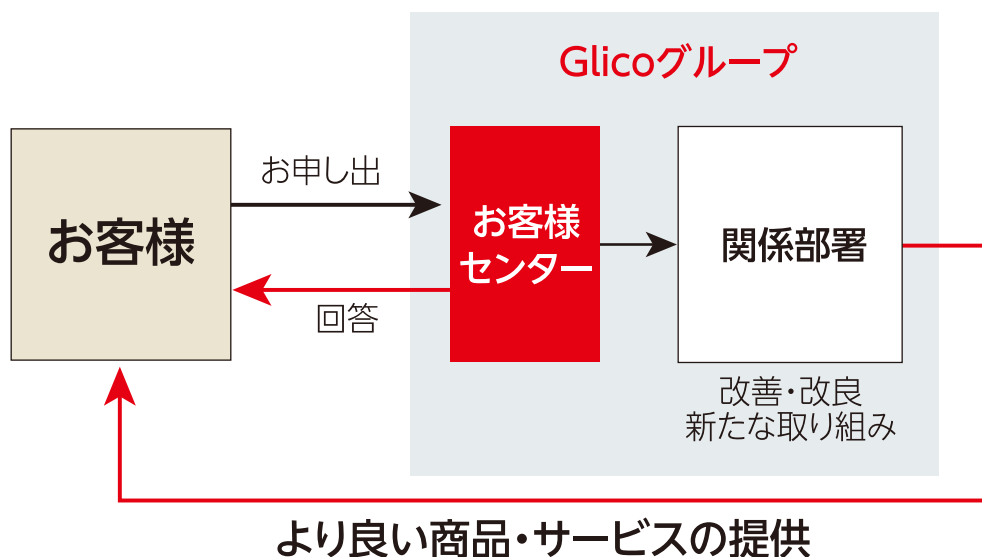 Glicoグループ
お客様
お申し出
回答
お客様
センター
関係部署
改善・改良
新たな取り組み
より良い商品・サービスの提供